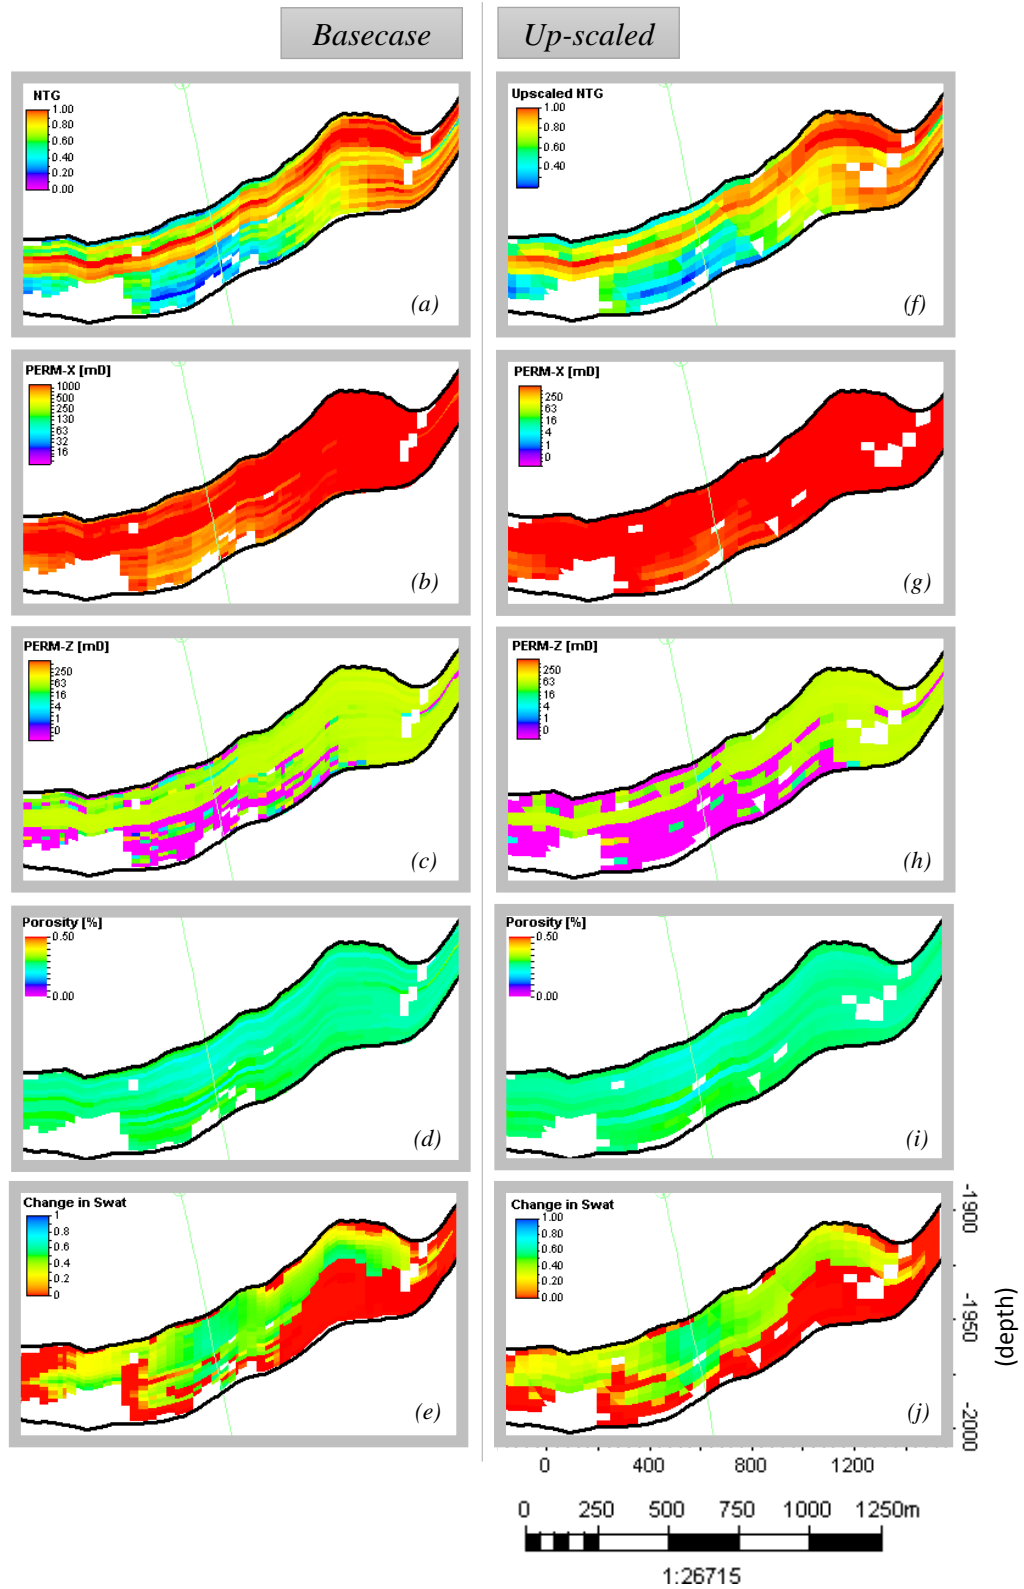 Basecase
Up-scaled
NTG
1.00
0.80
0.60
0.40
0.20
0.00
(a)
Upscaled NTG
1.00
0.80
0.60
0.40
(f)
PERM-X [mD]
1000
500
250
130
63
32
16
(b)
PERM-X [mD]
250
63
16
4
1
0
(g)
PERM-Z [mD]
250
63
16
4
1
0
(c)
PERM-Z [mD]
250
63
16
4
1
0
(h)
Porosity [%]
0.50
0.00
(d)
Porosity [%]
0.50
0.00
(i)
Change in Swat
1
0.8
0.6
0.4
0.2
0
(e)
Change in Swat
1.00
0.80
0.60
0.40
0.20
0.00
(j)
-1900
-1950
-2000
(depth)
0 400 800 1200
0 250 500 750 1000 1250m
1:26715